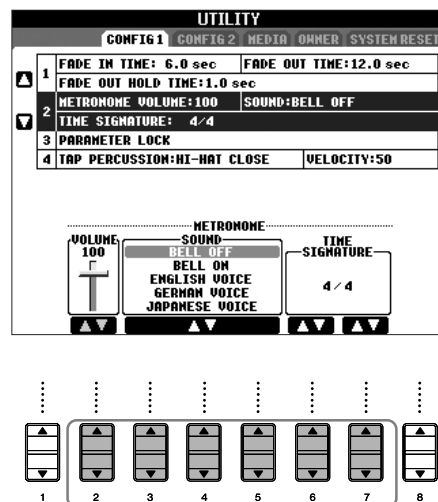 UTILITY
CONFIG 1 CONFIG 2 MEDIA OWNER SYSTEM RESET
1 FADE IN TIME: 6.0 sec FADE OUT TIME:12.0 sec
FADE OUT HOLD TIME:1.0 sec
2 METRONOME VOLUME:100 SOUND:BELL OFF
TIME SIGNATURE: 4/4
3 PARAMETER LOCK
4 TAP PERCUSSION:HI-HAT CLOSE VELOCITY:50
METRONOME
VOLUME SOUND TIME SIGNATURE
100 BELL OFF
BELL ON
ENGLISH VOICE 4/4
GERMAN VOICE
JAPANESE VOICE
1 2 3 4 5 6 7 8